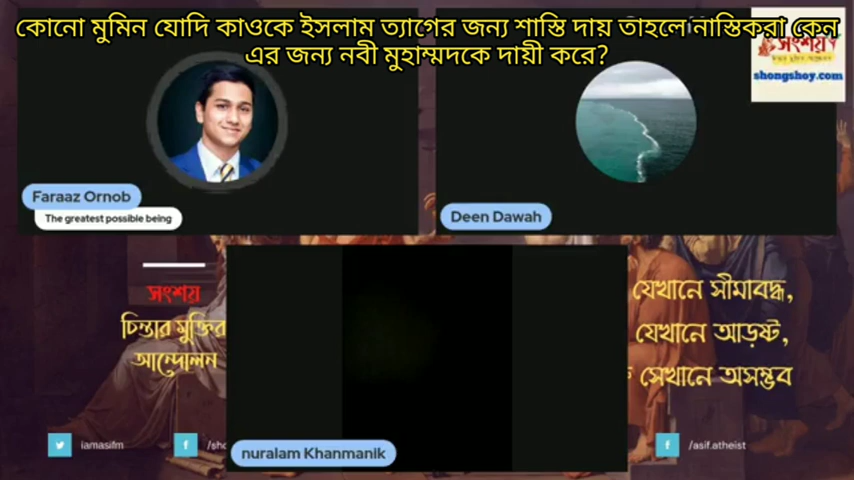 কোনো মুমিন যোদি কাওকে ইসলাম ত্যাগের জন্য শাস্তি দায় তাহলে নাস্তিকরা কেন
এর জন্য নবী মুহাম্মদকে দায়ী করে?
সংশয়
shongshoy.com
Faraaz Ornob
The greatest possible being
Deen Dawah
সংশয়
চিন্তার মুক্তির
আন্দোলন
যেখানে সীমাবদ্ধ,
যেখানে আড়ষ্ট,
সেখানে অসম্ভব
nuralam Khanmanik
iamasifm
/sho
/asif.atheist